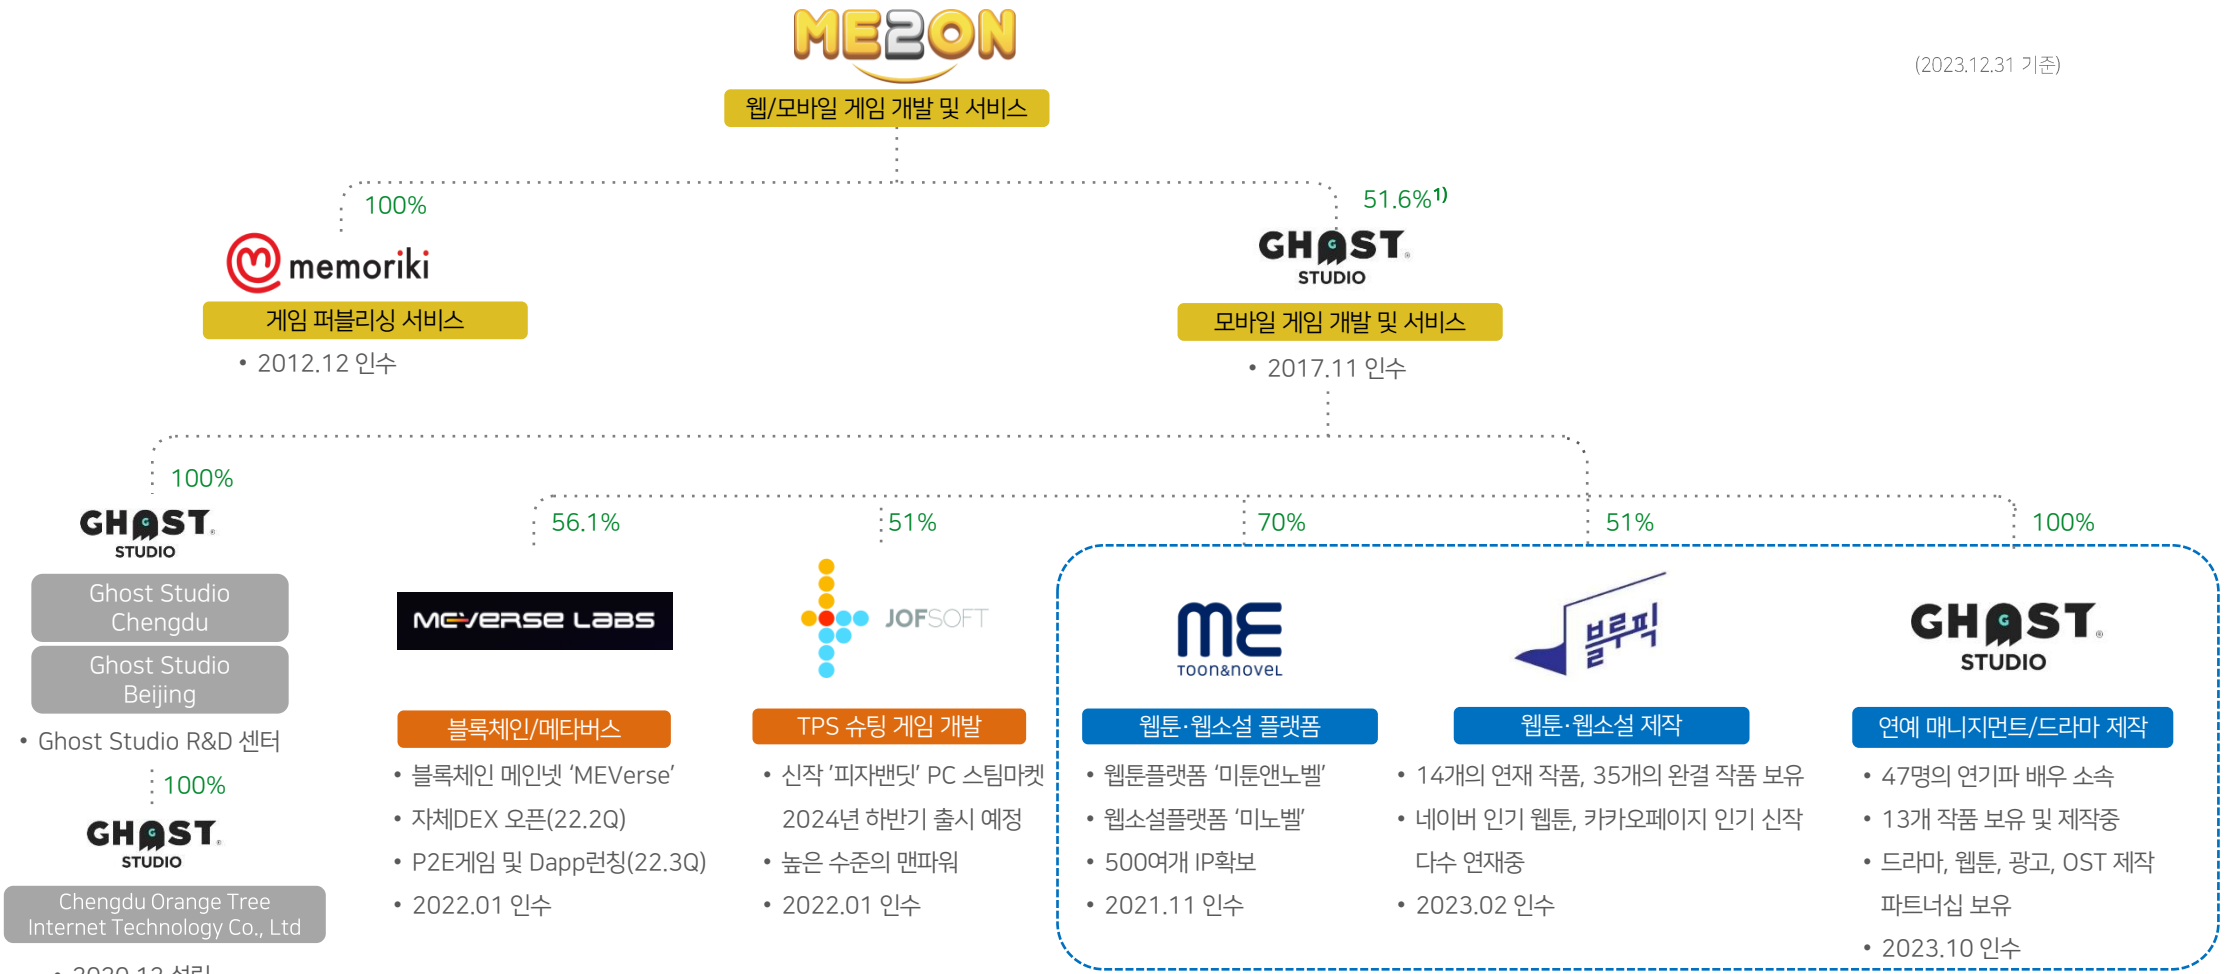 ME2ON
(2023.12.31 기준)
웹/모바일 게임 개발 및 서비스
100%
51.6%1)
memoriki
GHOST
STUDIO
게임 퍼블리싱 서비스
모바일 게임 개발 및 서비스
• 2012.12 인수
• 2017.11 인수
100%
56.1%
51%
70%
51%
100%
GHOST
STUDIO
Ghost Studio
Chengdu
Ghost Studio
Beijing
• Ghost Studio R&D 센터
100%
GHOST
STUDIO
Chengdu Orange Tree
Internet Technology Co., Ltd
MEVERSE LABS
블록체인/메타버스
• 블록체인 메인넷 ‘MEVerse’
• 자체DEX 오픈(22.2Q)
• P2E게임 및 Dapp런칭(22.3Q)
• 2022.01 인수
JOFSOFT
TPS 슈팅 게임 개발
• 신작 ’피자밴딧’ PC 스팀마켓
2024년 하반기 출시 예정
• 높은 수준의 맨파워
• 2022.01 인수
ME
TOON&NOVEL
웹툰·웹소설 플랫폼
• 웹툰플랫폼 ‘미툰앤노벨’
• 웹소설플랫폼 ‘미노벨’
• 500여개 IP확보
• 2021.11 인수
블루픽
웹툰·웹소설 제작
• 14개의 연재 작품, 35개의 완결 작품 보유
• 네이버 인기 웹툰, 카카오페이지 인기 신작
다수 연재중
• 2023.02 인수
GHOST
STUDIO
연예 매니지먼트/드라마 제작
• 47명의 연기파 배우 소속
• 13개 작품 보유 및 제작중
• 드라마, 웹툰, 광고, OST 제작
파트너십 보유
• 2023.10 인수